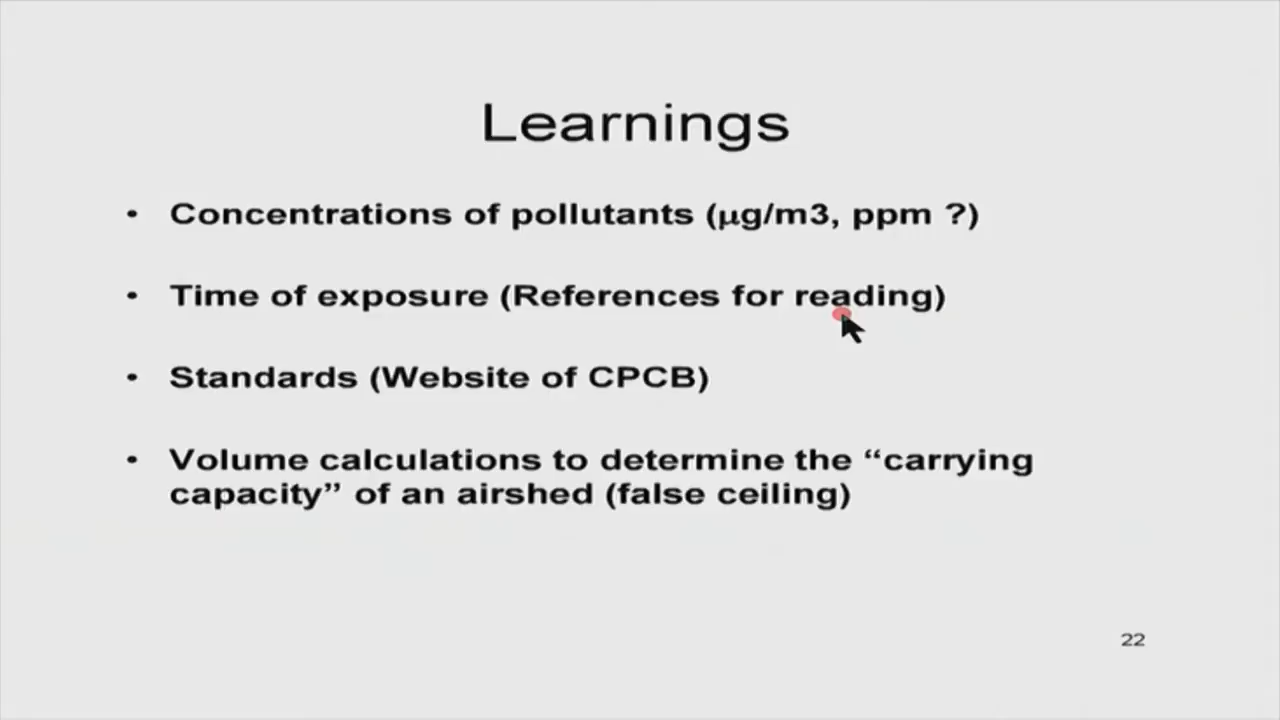 Learnings
• Concentrations of pollutants (μg/m3, ppm ?)
• Time of exposure (References for reading)
• Standards (Website of CPCB)
• Volume calculations to determine the “carrying
capacity” of an airshed (false ceiling)
22